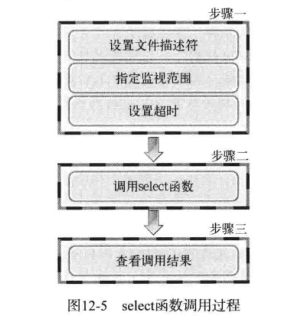 步骤一
设置文件描述符
指定监视范围
设置超时
步骤二
调用select函数
步骤三
查看调用结果
图12-5 select函数调用过程